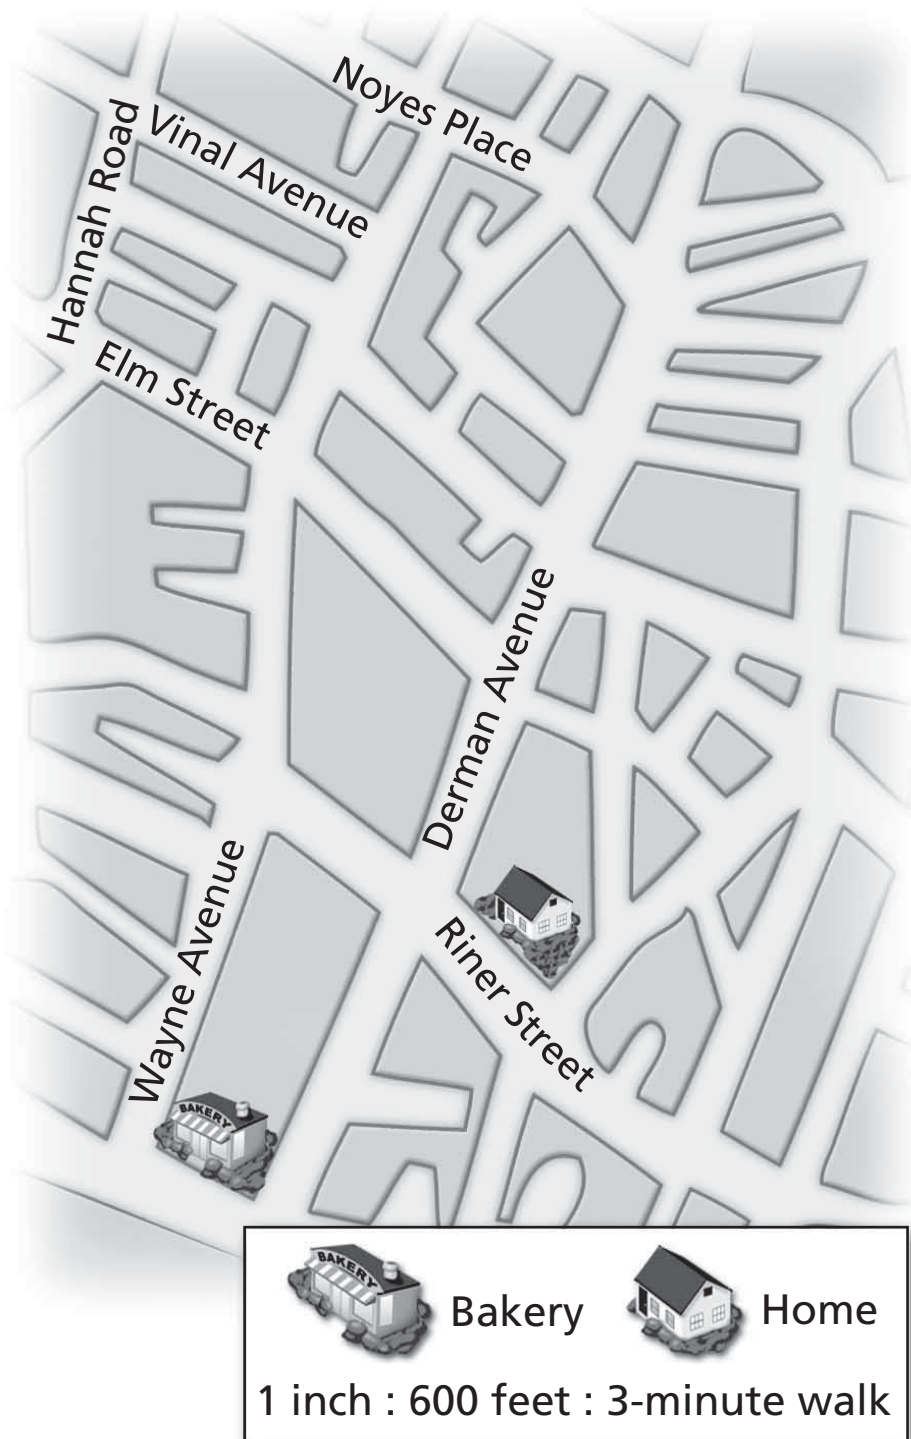 Noyes Place
Hannah Road
Vinal Avenue
Elm Street
Derman Avenue
Wayne Avenue
Riner Street
BAKERY
BAKERY
Bakery
Home
1 inch : 600 feet : 3-minute walk